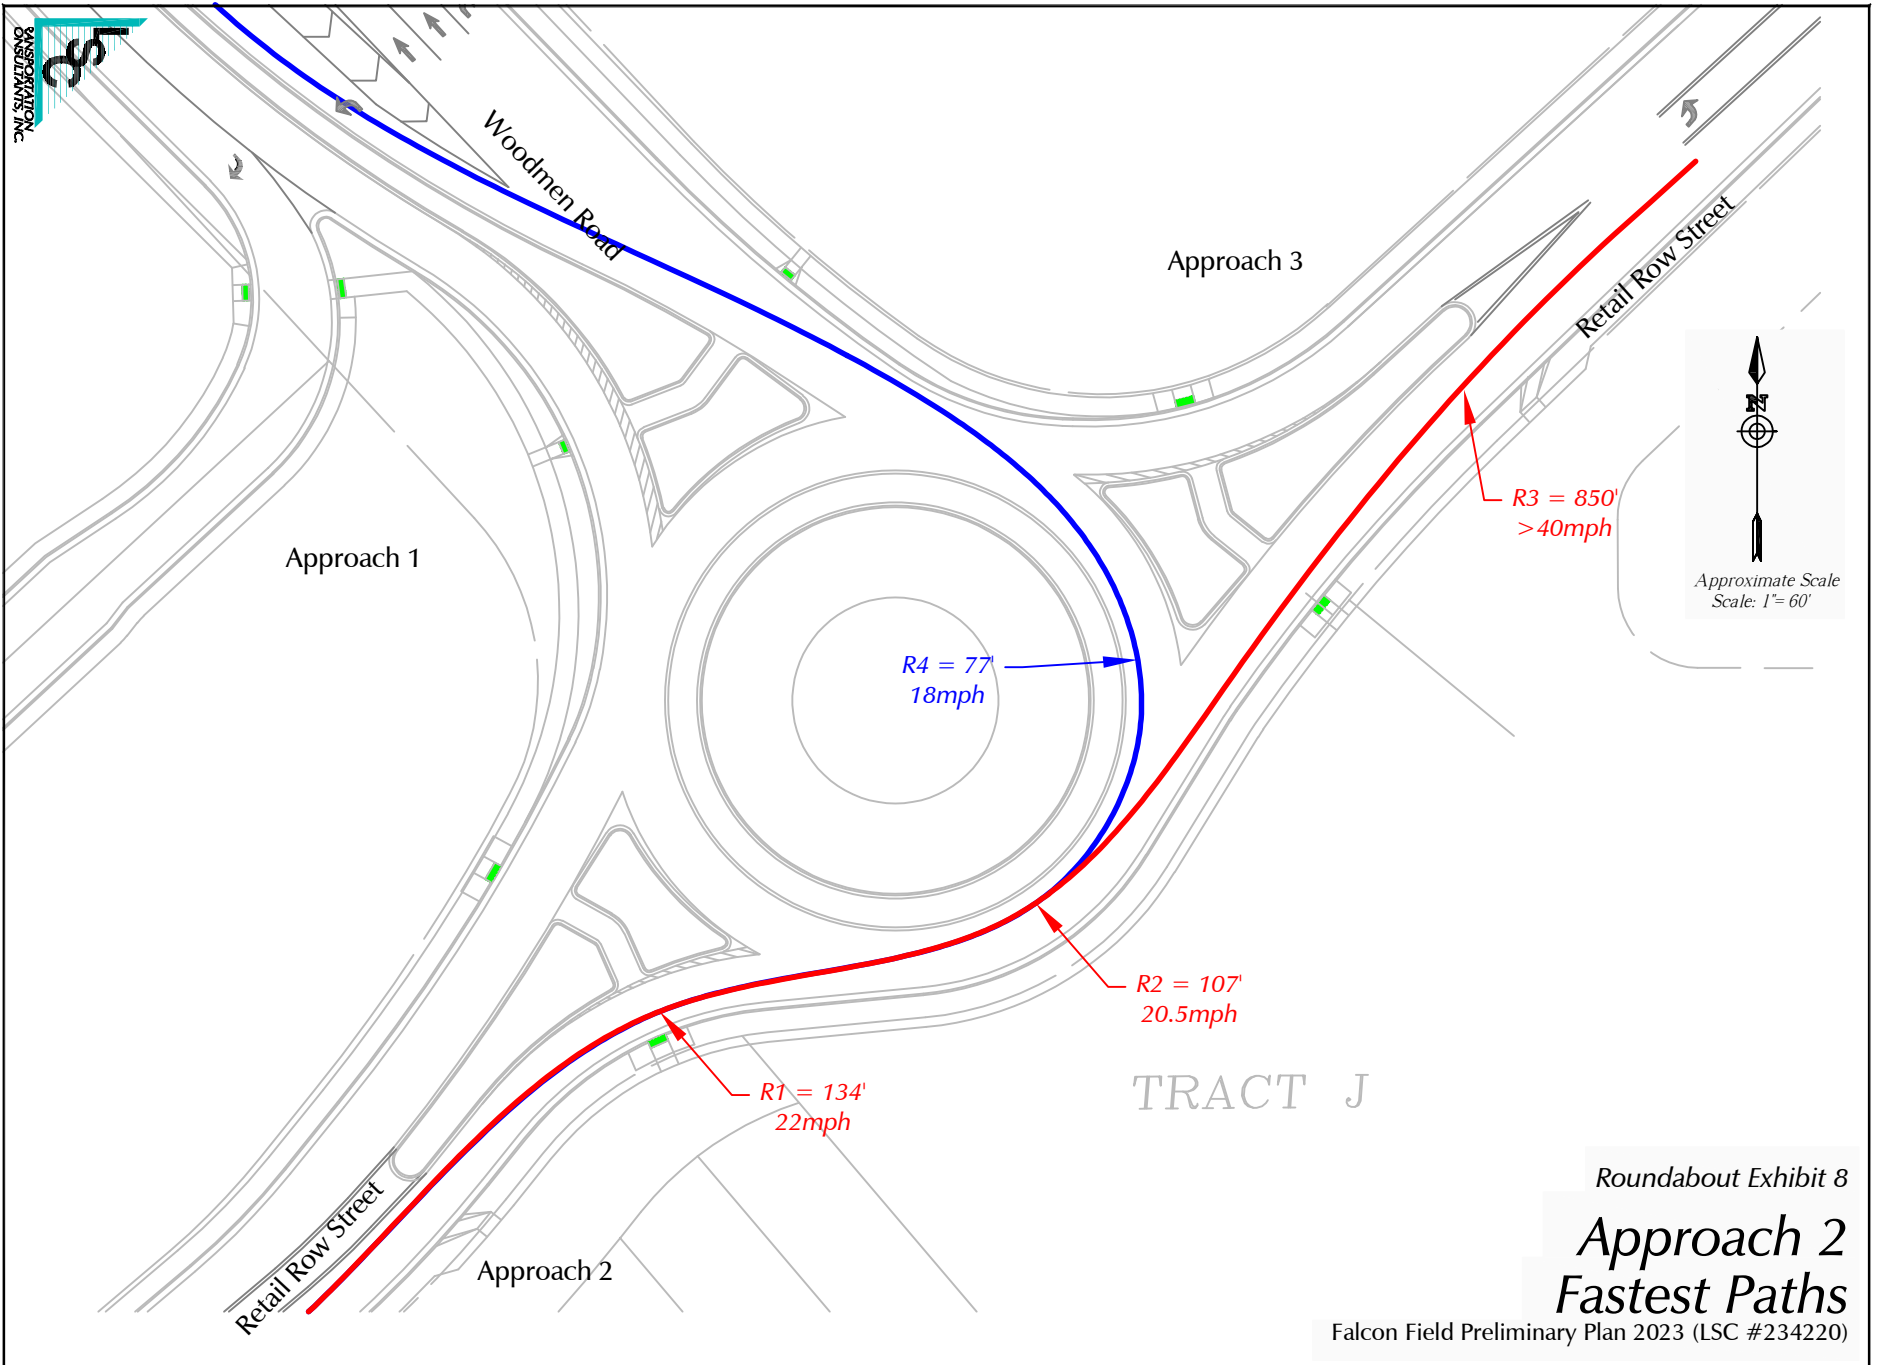 LSC
TRANSPORTATION
CONSULTANTS, INC.
Woodmen Road
Approach 3
Retail Row Street
N
Approximate Scale
Scale: 1"= 60'
R3 = 850'
>40mph
Approach 1
R4 = 77'
18mph
R2 = 107'
20.5mph
R1 = 134'
22mph
TRACT J
Retail Row Street
Approach 2
Roundabout Exhibit 8
Approach 2
Fastest Paths
Falcon Field Preliminary Plan 2023 (LSC #234220)